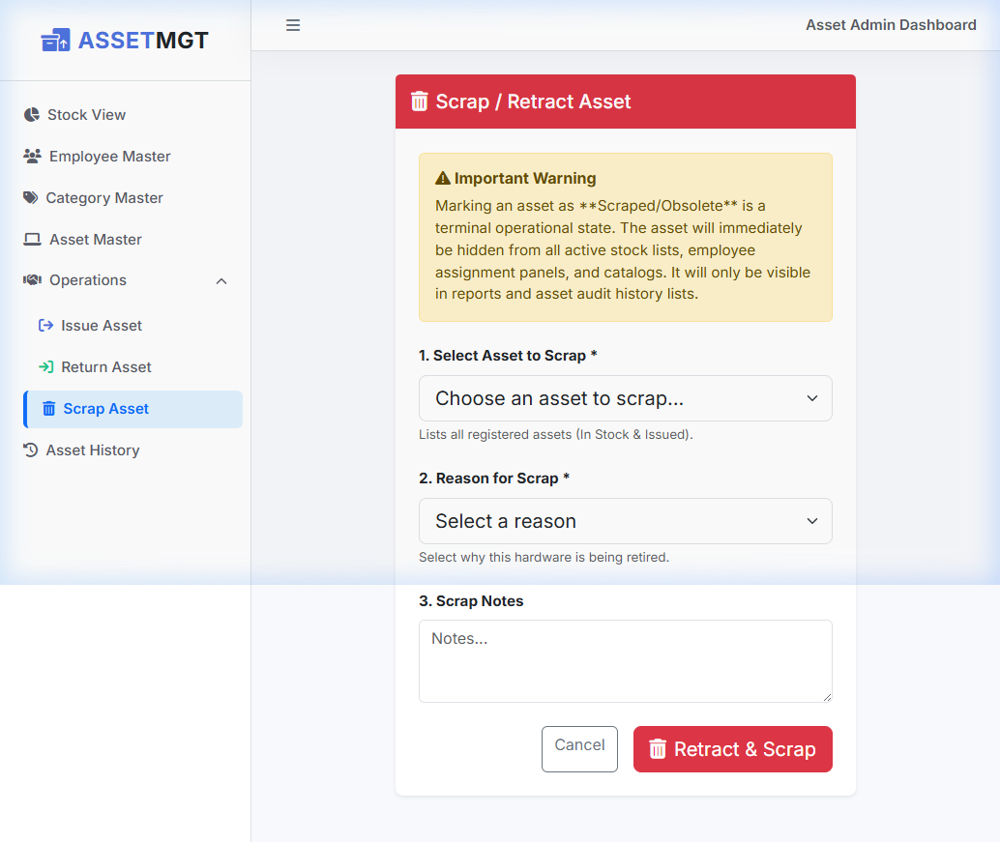 ASSETMGT
Asset Admin Dashboard
Stock View
Employee Master
Category Master
Asset Master
Operations
Issue Asset
Return Asset
Scrap Asset
Asset History
Scrap / Retract Asset
Important Warning
Marking an asset as **Scraped/Obsolete** is a
terminal operational state. The asset will immediately
be hidden from all active stock lists, employee
assignment panels, and catalogs. It will only be visible
in reports and asset audit history lists.
1. Select Asset to Scrap *
Choose an asset to scrap...
Lists all registered assets (In Stock & Issued).
2. Reason for Scrap *
Select a reason
Select why this hardware is being retired.
3. Scrap Notes
Notes...
Cancel
Retract & Scrap